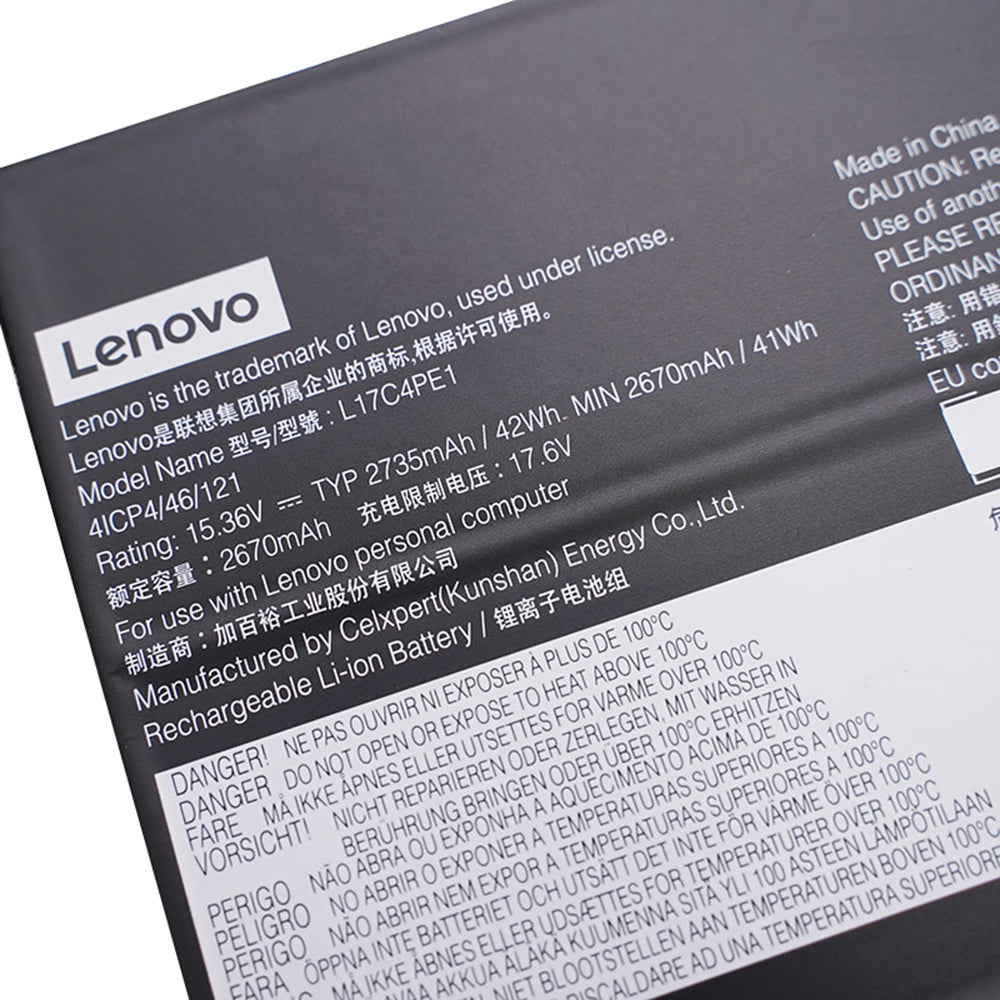 Lenovo
Lenovo is the trademark of Lenovo, used under license.
Lenovo是联想集团所属企业的商标,根据许可使用。
Model Name 型号/型號 : L17C4PE1
4ICP4/46/121
Rating: 15.36V ⎓ TYP 2735mAh / 42Wh. MIN 2670mAh / 41Wh
额定容量：2670mAh 充电限制电压：17.6V
For use with Lenovo personal computer
制造商：加百裕工业股份有限公司
Manufactured by Celxpert(Kunshan) Energy Co.,Ltd.
Rechargeable Li-ion Battery / 锂离子电池组
Made in China
CAUTION: Re
Use of anoth
PLEASE RE
ORDINAN
注意: 用错
注意: 用
EU co
DANGER! NE PAS OUVRIR NI EXPOSER À PLUS DE 100°C
DANGER DO NOT OPEN OR EXPOSE TO HEAT ABOVE 100°C
FARE MÅ IKKE ÅPNES ELLER UTSETTES FOR VARME OVER 100°C
VORSICHT! NICHT REPARIEREN ODER ZERLEGEN, MIT WASSER IN
BERÜHRUNG BRINGEN ODER ÜBER 100°C ERHITZEN
PERIGO NÃO ABRA OU EXPONHA A AQUECIMENTO ACIMA DE 100°C
PELIGRO NO ABRIR O EXPONER A TEMPERATURAS SUPERIORES A 100°C
PERIGO NÃO ABRIR NEM EXPOR A TEMPERATURAS SUPERIORES A 100°C
FARA ÖPPNA INTE BATTERIET OCH UTSÄTT DET INTE FÖR VÄRME ÖVER 100°C
MÅ IKKE ÅBNES ELLER UDSÆTTES FOR TEMPERATURER OVER 100°C
AVAA AKKUA ALÄKÄ KUUMENNA SITÄ YLI 100 ASTEEN LÄMPÖTILAAN
NIET BLOOTSTELLEN AAN TEMPERATUREN BOVEN 100°C
RISCALDARE AD UNA TEMPERATURA SUPERIORE